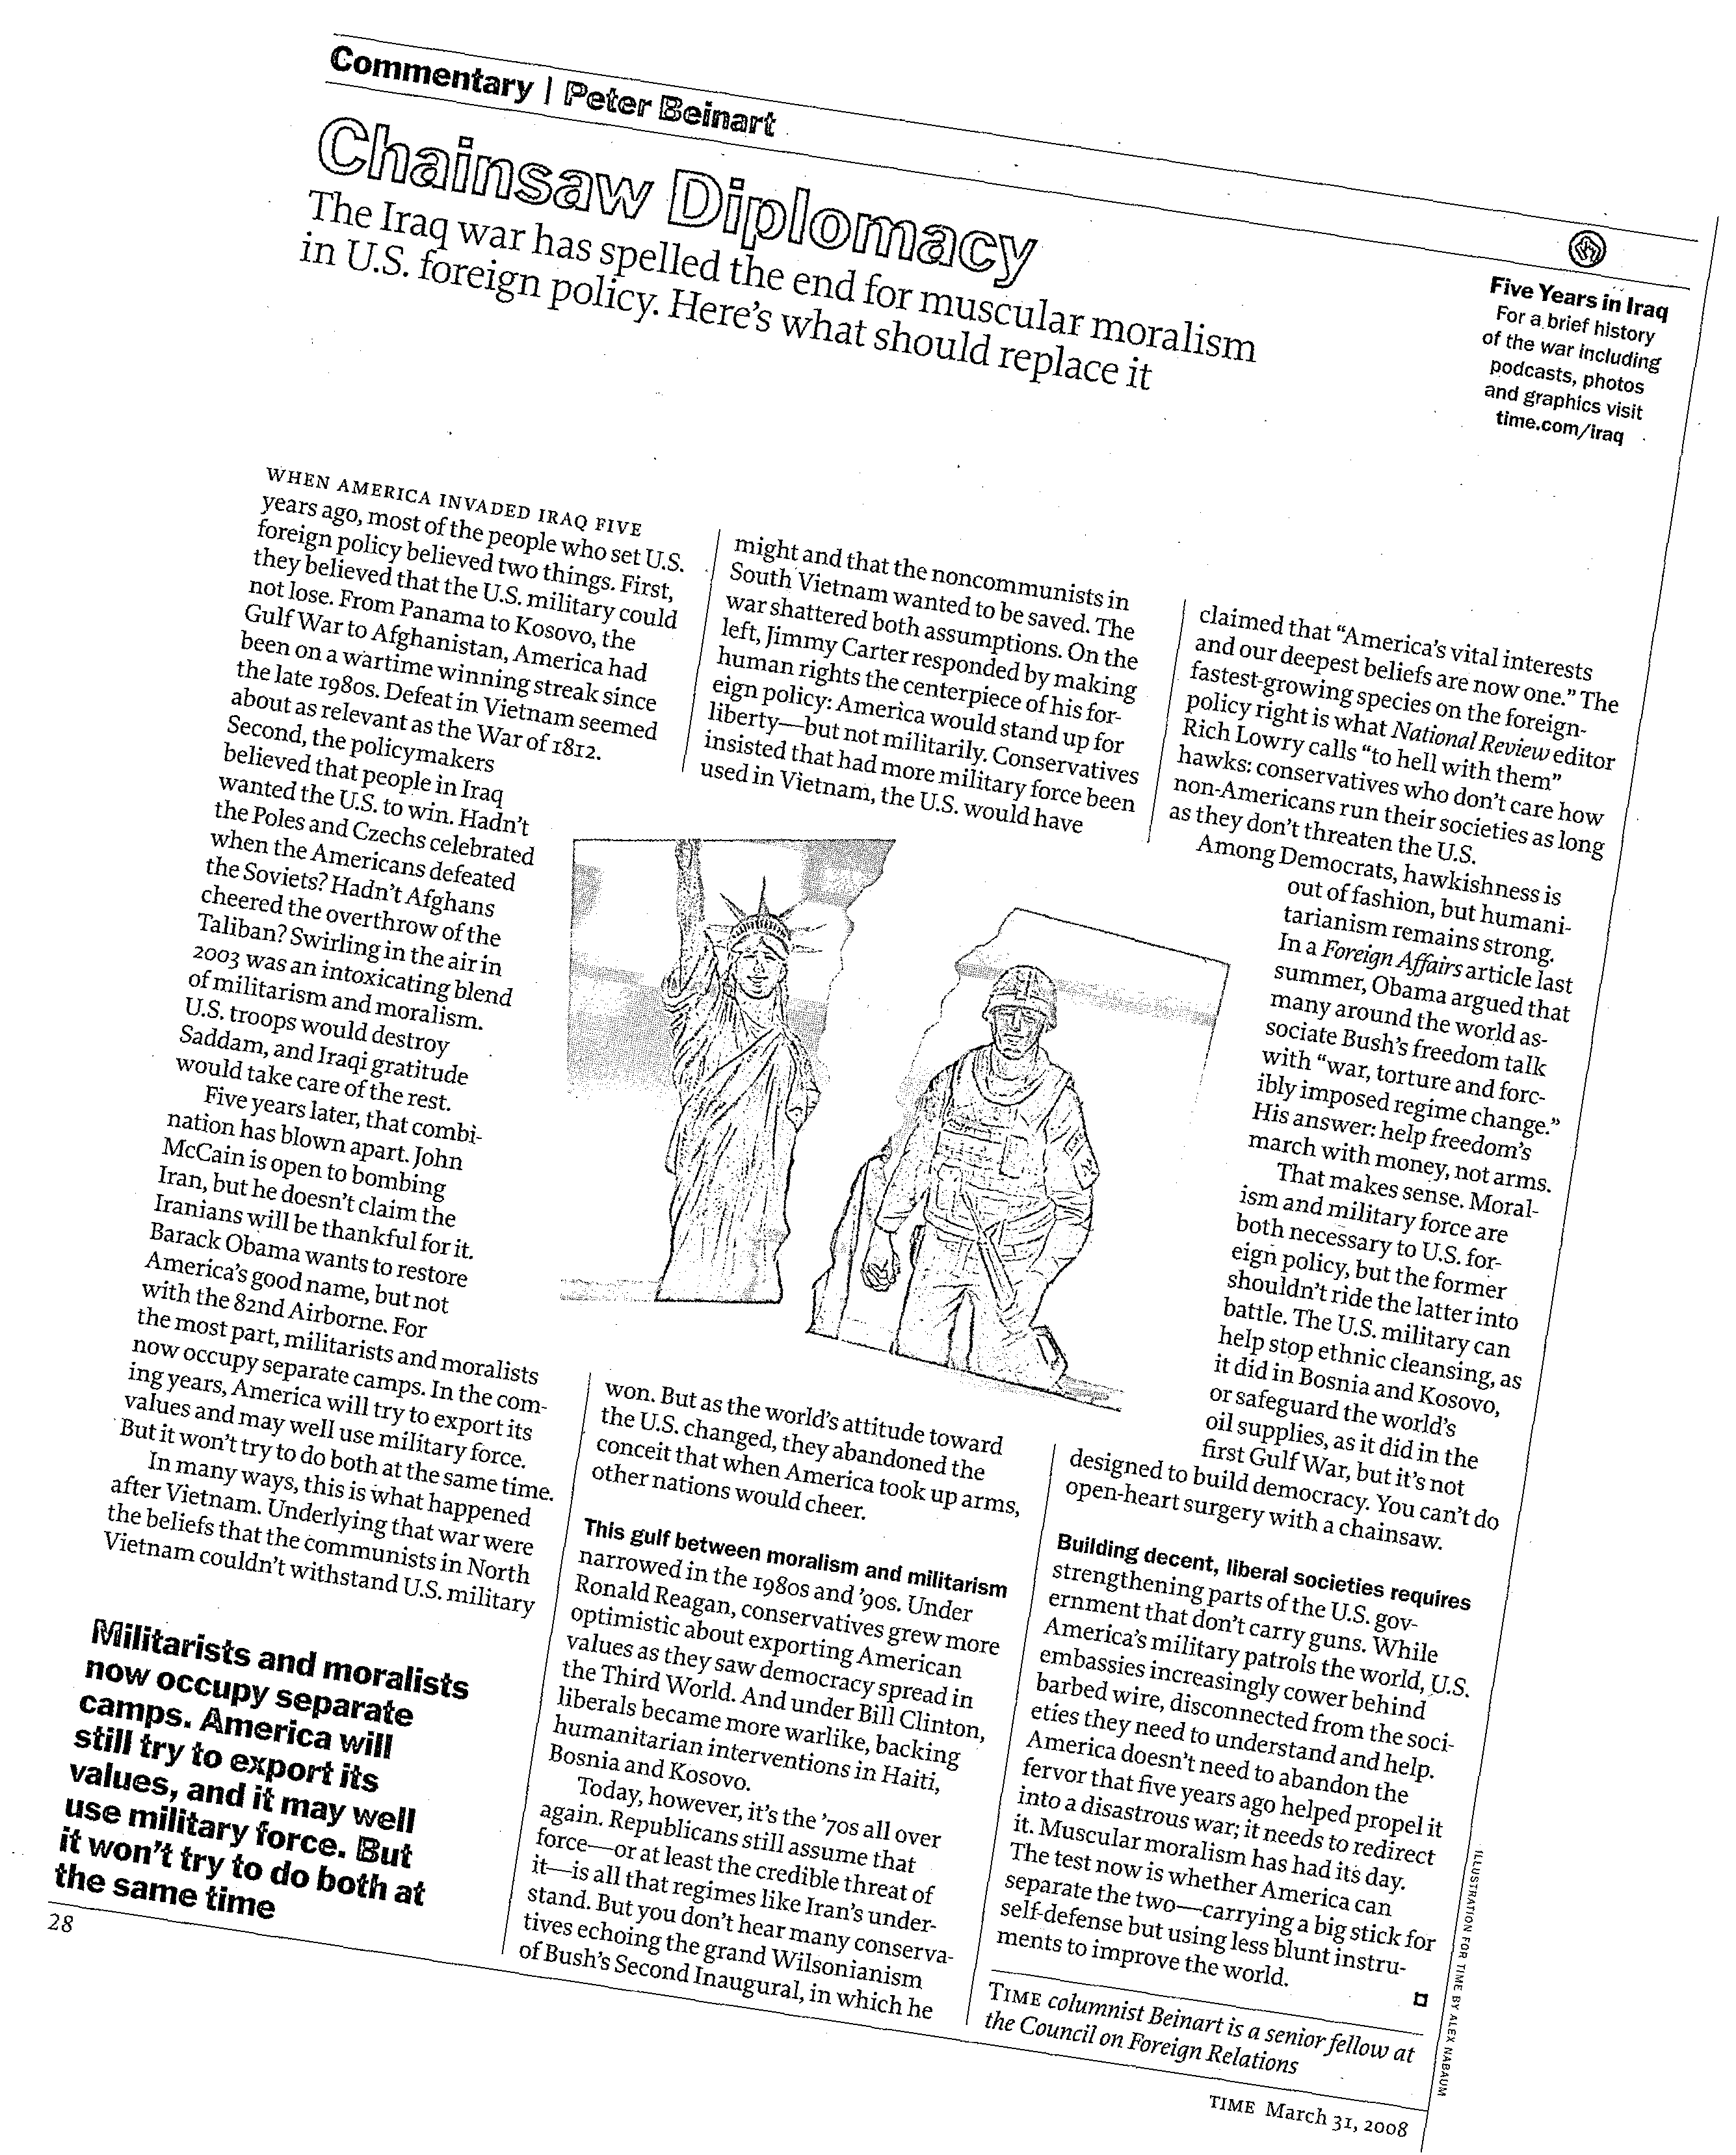 Commentary | Peter Beinart
Chainsaw Diplomacy
The Iraq war has spelled the end for muscular moralism
in U.S. foreign policy. Here's what should replace it
Five Years in Iraq
For a brief history
of the war including
podcasts, photos
and graphics visit
time.com/iraq
WHEN AMERICA INVADED IRAQ FIVE
years ago, most of the people who set U.S.
foreign policy believed two things. First,
they believed that the U.S. military could
not lose. From Panama to Kosovo, the
Gulf War to Afghanistan, America had
been on a wartime winning streak since
the late 1980s. Defeat in Vietnam seemed
about as relevant as the War of 1812.
Second, the policymakers
believed that people in Iraq
wanted the U.S. to win. Hadn't
the Poles and Czechs celebrated
when the Americans defeated
the Soviets? Hadn't Afghans
cheered the overthrow of the
Taliban? Swirling in the air in
2003 was an intoxicating blend
of militarism and moralism.
U.S. troops would destroy
Saddam, and Iraqi gratitude
would take care of the rest.
Five years later, that combi-
nation has blown apart. John
McCain is open to bombing
Iran, but he doesn't claim the
Iranians will be thankful for it.
Barack Obama wants to restore
America's good name, but not
with the 82nd Airborne. For
the most part, militarists and moralists
now occupy separate camps. In the com-
ing years, America will try to export its
values and may well use military force.
But it won't try to do both at the same time.
In many ways, this is what happened
after Vietnam. Underlying that war were
the beliefs that the communists in North
Vietnam couldn't withstand U.S. military
Militarists and moralists
now occupy separate
camps. America will
still try to export its
values, and it may well
use military force. But
it won't try to do both at
the same time
might and that the noncommunists in
South Vietnam wanted to be saved. The
war shattered both assumptions. On the
left, Jimmy Carter responded by making
human rights the centerpiece of his for-
eign policy: America would stand up for
liberty—but not militarily. Conservatives
insisted that had more military force been
used in Vietnam, the U.S. would have
won. But as the world's attitude toward
the U.S. changed, they abandoned the
conceit that when America took up arms,
other nations would cheer.
This gulf between moralism and militarism
narrowed in the 1980s and '90s. Under
Ronald Reagan, conservatives grew more
optimistic about exporting American
values as they saw democracy spread in
the Third World. And under Bill Clinton,
liberals became more warlike, backing
humanitarian interventions in Haiti,
Bosnia and Kosovo.
Today, however, it's the '70s all over
again. Republicans still assume that
force—or at least the credible threat of
it—is all that regimes like Iran's under-
stand. But you don't hear many conserva-
tives echoing the grand Wilsonianism
of Bush's Second Inaugural, in which he
claimed that "America's vital interests
and our deepest beliefs are now one." The
fastest-growing species on the foreign-
policy right is what National Review editor
Rich Lowry calls "to hell with them"
hawks: conservatives who don't care how
non-Americans run their societies as long
as they don't threaten the U.S.
Among Democrats, hawkishness is
out of fashion, but humani-
tarianism remains strong.
In a Foreign Affairs article last
summer, Obama argued that
many around the world as-
sociate Bush's freedom talk
with "war, torture and forc-
ibly imposed regime change."
His answer: help freedom's
march with money, not arms.
That makes sense. Moral-
ism and military force are
both necessary to U.S. for-
eign policy, but the former
shouldn't ride the latter into
battle. The U.S. military can
help stop ethnic cleansing, as
it did in Bosnia and Kosovo,
or safeguard the world's
oil supplies, as it did in the
first Gulf War, but it's not
designed to build democracy. You can't do
open-heart surgery with a chainsaw.
Building decent, liberal societies requires
strengthening parts of the U.S. gov-
ernment that don't carry guns. While
America's military patrols the world, U.S.
embassies increasingly cower behind
barbed wire, disconnected from the soci-
eties they need to understand and help.
America doesn't need to abandon the
fervor that five years ago helped propel it
into a disastrous war; it needs to redirect
it. Muscular moralism has had its day.
The test now is whether America can
separate the two—carrying a big stick for
self-defense but using less blunt instru-
ments to improve the world.
TIME columnist Beinart is a senior fellow at
the Council on Foreign Relations
ILLUSTRATION FOR TIME BY ALEX NABAUM
28
TIME March 31, 2008